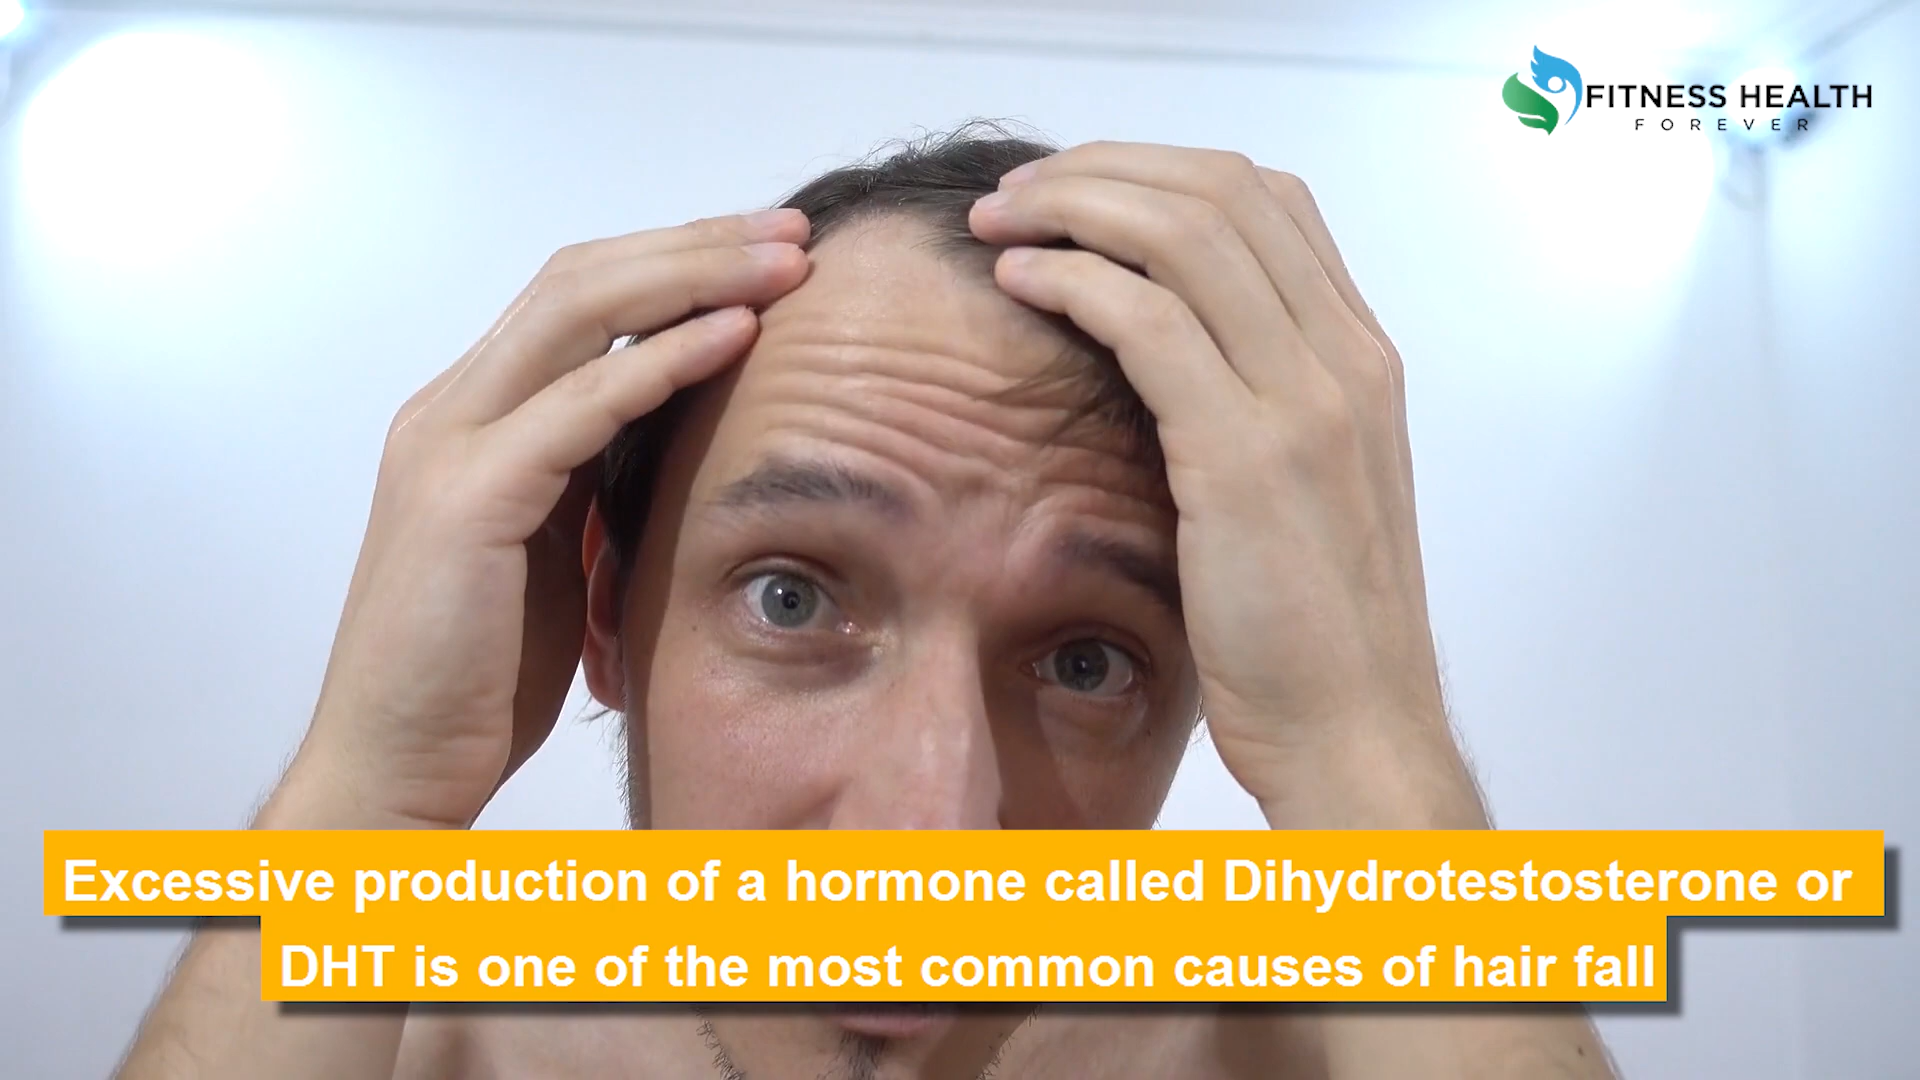 FITNESS HEALTH
FOREVER
Excessive production of a hormone called Dihydrotestosterone or
DHT is one of the most common causes of hair fall